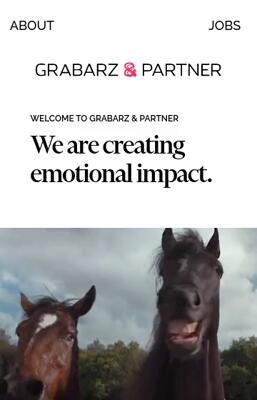 ABOUT JOBS
GRABARZ & PARTNER
WELCOME TO GRABARZ & PARTNER
We are creating
emotional impact.